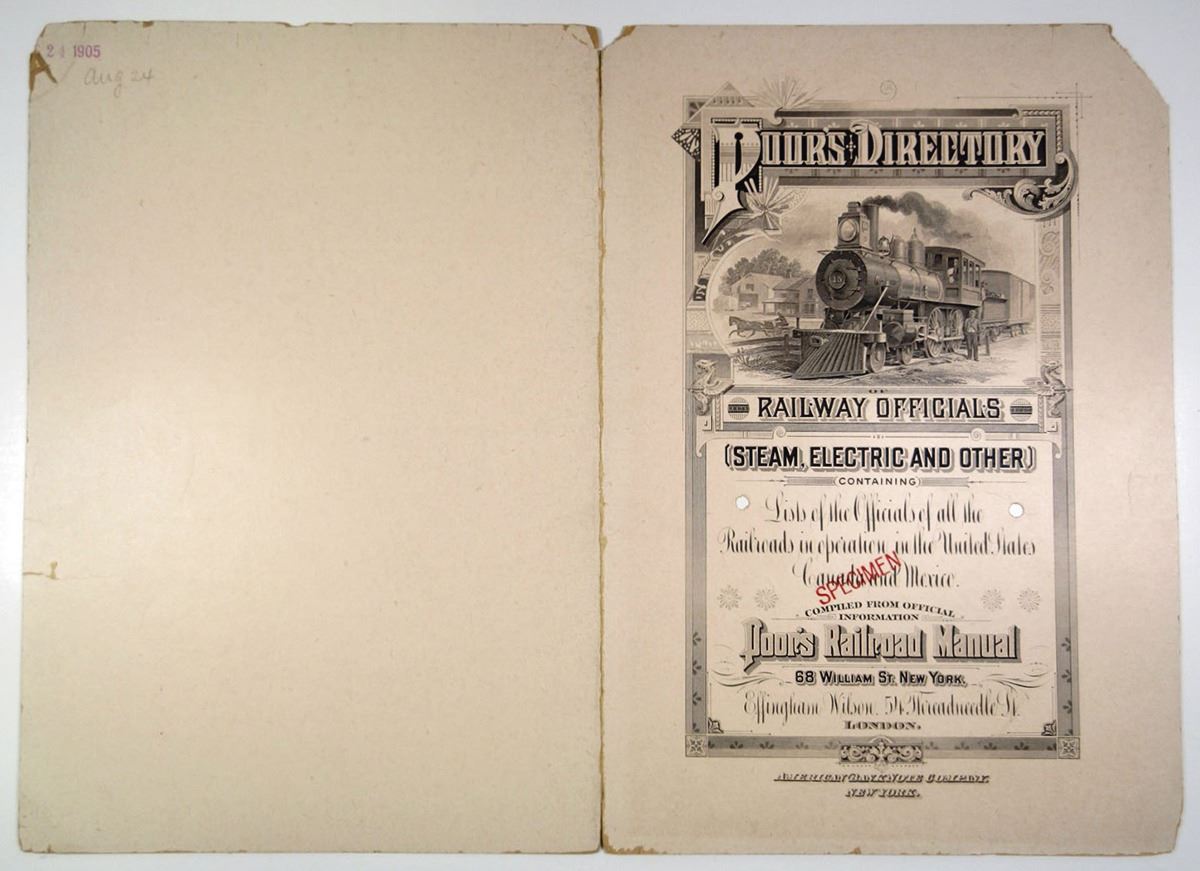 24 1905
Aug 24
POOR'S DIRECTORY
15
OF
RAILWAY OFFICIALS
(STEAM, ELECTRIC AND OTHER)
CONTAINING
Lists of the Officials of all the
Railroads in operation in the United States
Canada and Mexico.
SPECIMEN
COMPILED FROM OFFICIAL
INFORMATION
Poor's Railroad Manual
68 WILLIAM ST. NEW YORK.
Effingham Wilson. 54 Threadneedle St.
LONDON.
AMERICAN BANK NOTE COMPANY.
NEW YORK.